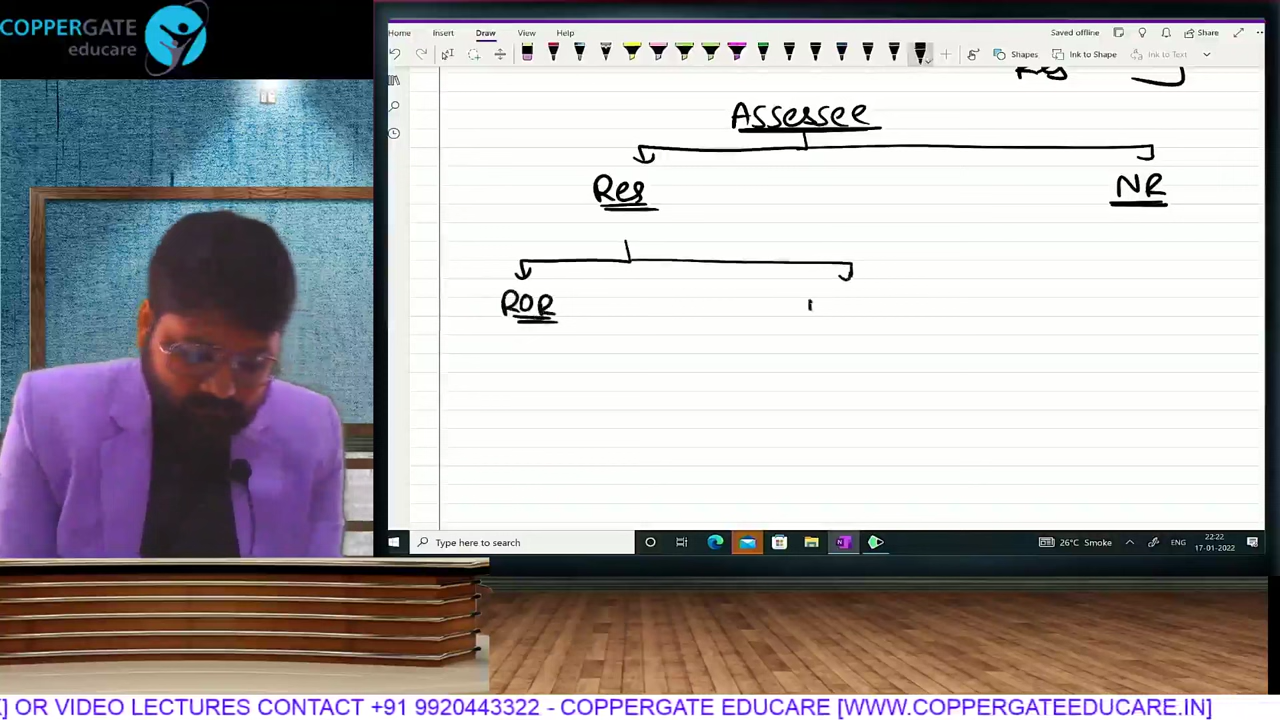 COPPERGATE
educare
Home Insert Draw View Help
Saved offline
Share
Shapes
Ink to Shape
Ink to Text
Res
Assessee
Res NR
ROR
Type here to search
26°C Smoke
ENG
22:22
17-01-2022
] OR VIDEO LECTURES CONTACT +91 9920443322 - COPPERGATE EDUCARE [WWW.COPPERGATEEDUCARE.IN]